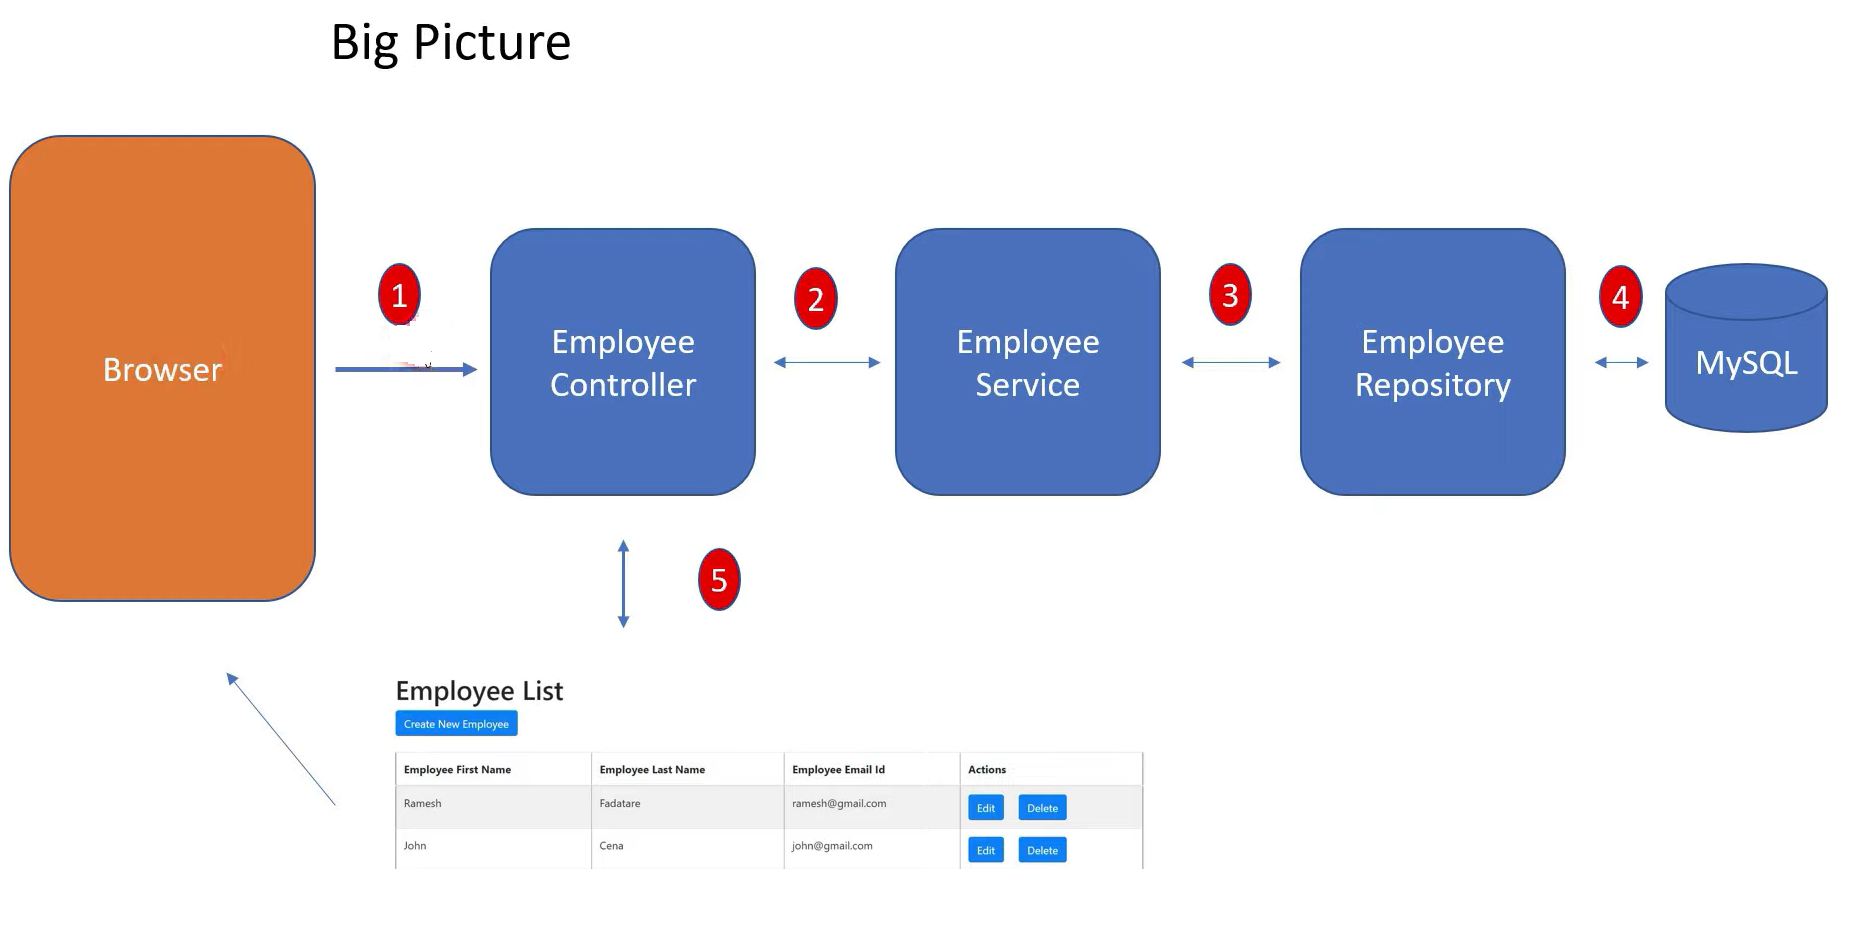 Big Picture
Browser
1
Employee
Controller
2
Employee
Service
3
Employee
Repository
4
MySQL
5
Employee List
Create New Employee
Employee First Name Employee Last Name Employee Email Id Actions
Ramesh Fadatare ramesh@gmail.com Edit Delete
John Cena john@gmail.com Edit Delete